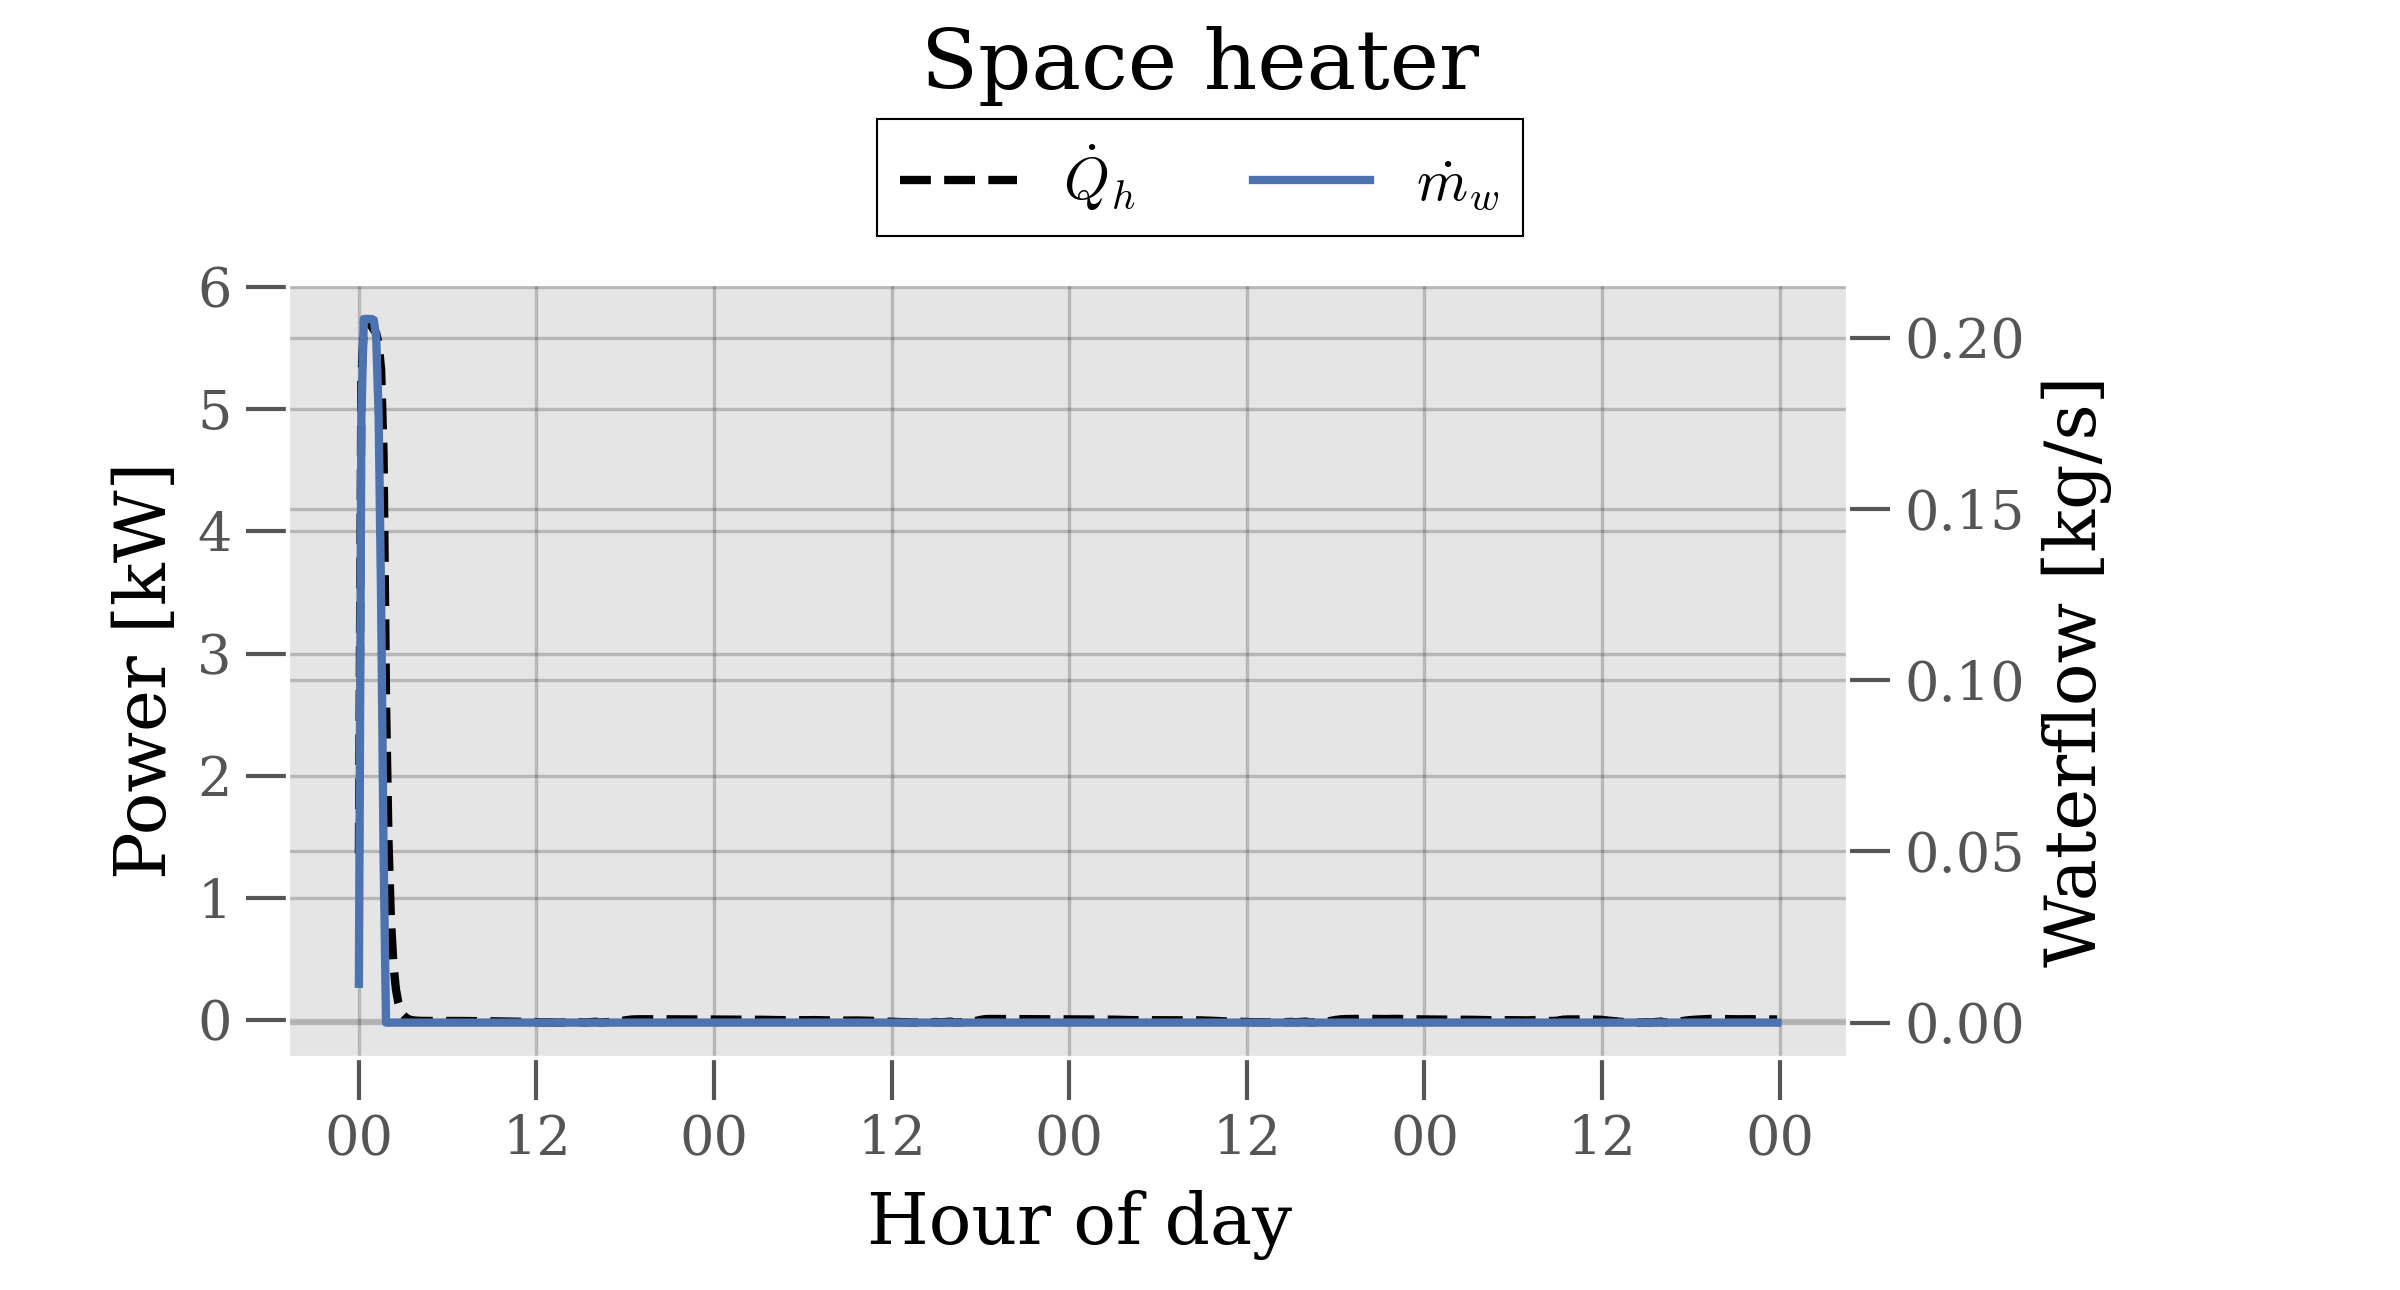 Space heater
Q̇_h ṁ_w
6
5
4
3
2
1
0
Power [kW]
0.20
0.15
0.10
0.05
0.00
Waterflow [kg/s]
00 12 00 12 00 12 00 12 00
Hour of day